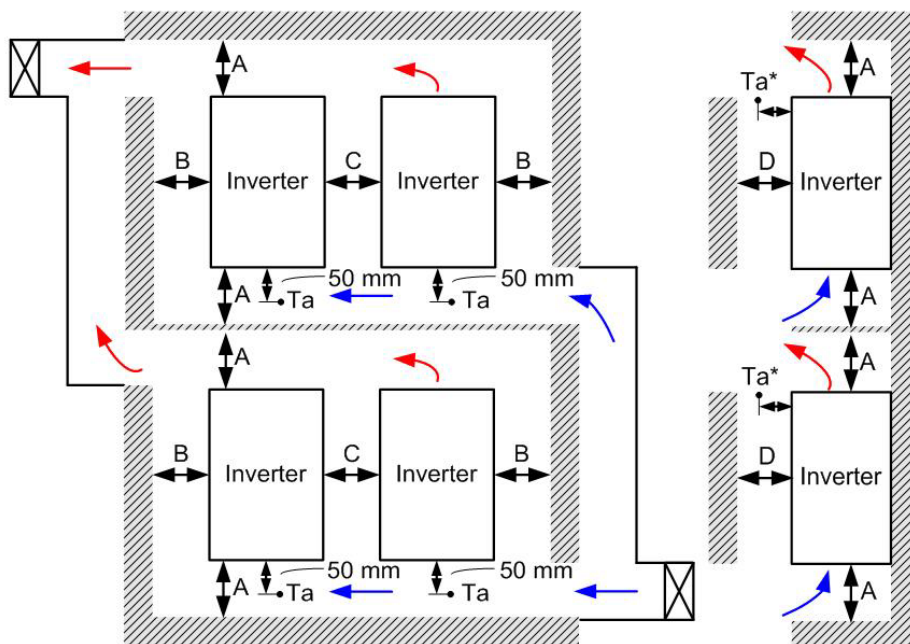 A A
Ta*
B C B D
Inverter Inverter Inverter
50 mm 50 mm
A Ta Ta A
A A
Ta*
B C B D
Inverter Inverter Inverter
50 mm 50 mm
A Ta Ta A